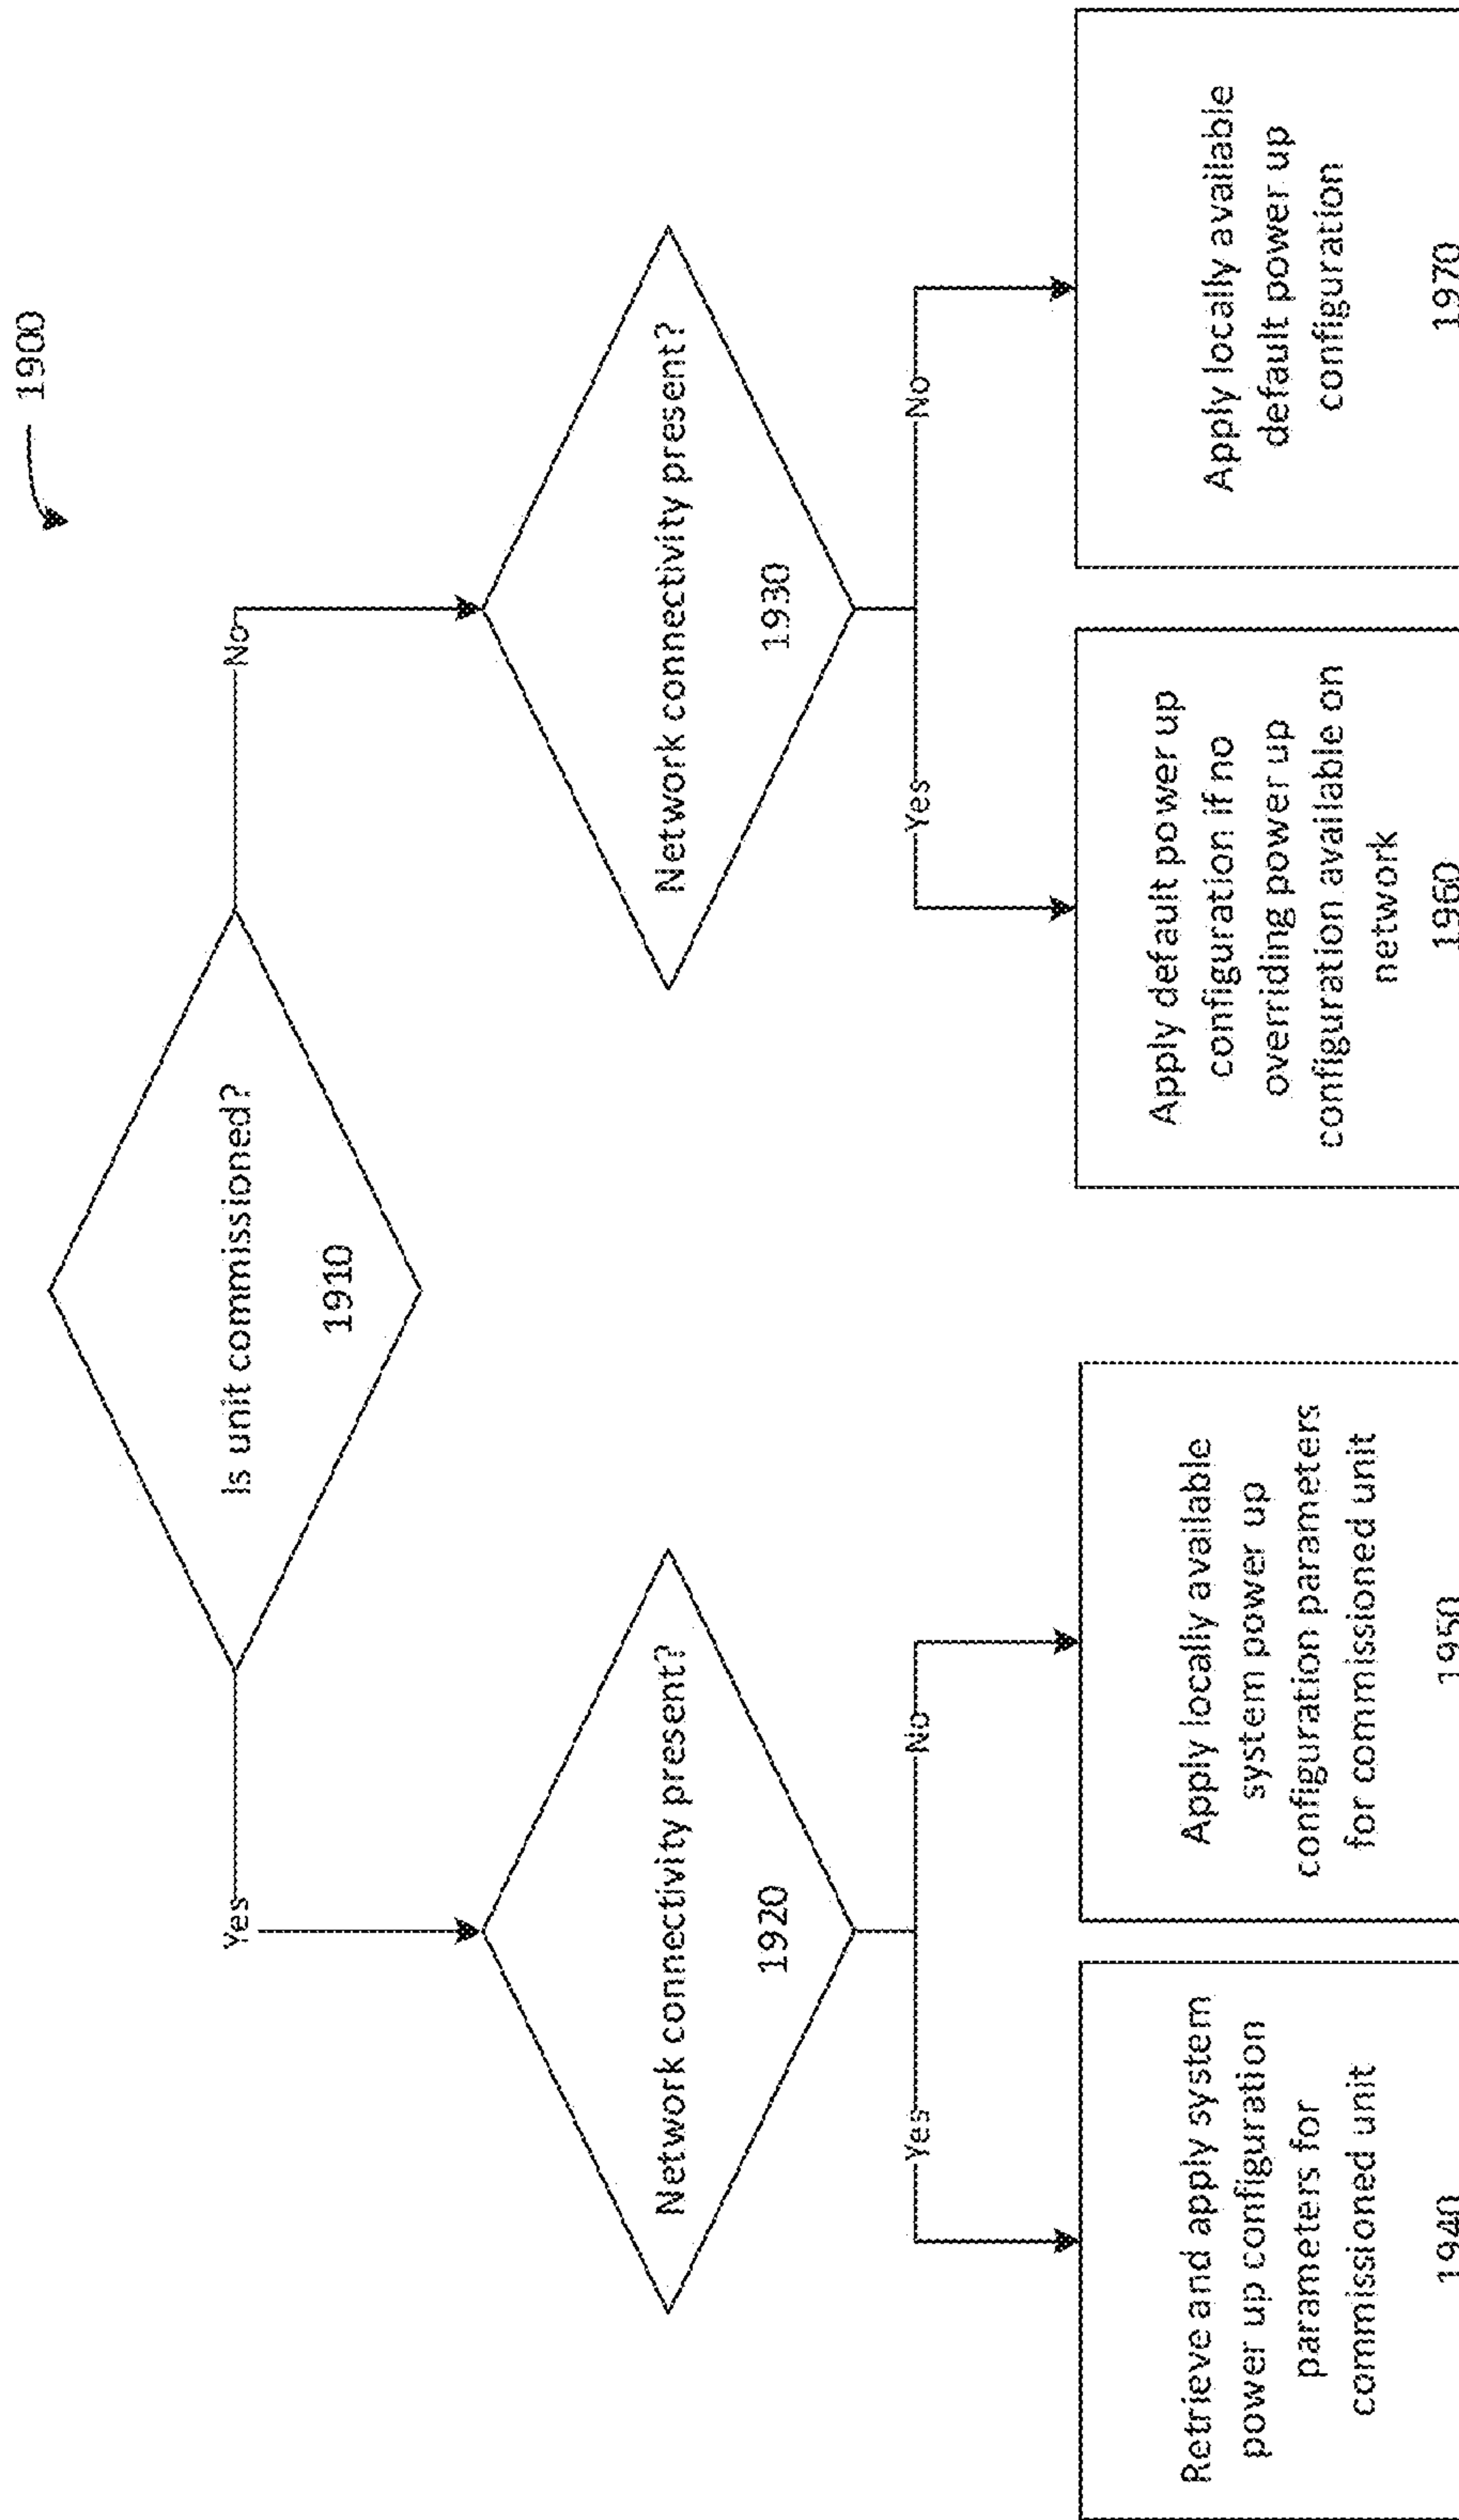 1900
Is unit commissioned?
1910
Yes
No
Network connectivity present?
1920
Network connectivity present?
1930
Yes
No
Yes
No
Retrieve and apply system
power up configuration
parameters for
commissioned unit
1940
Apply locally available
system power up
configuration parameters
for commissioned unit
1950
Apply default power up
configuration if no
overriding power up
configuration available on
network
1960
Apply locally available
default power up
configuration
1970